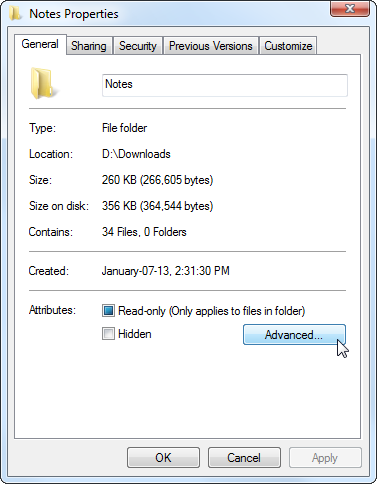 Notes Properties
General Sharing Security Previous Versions Customize
Notes
Type: File folder
Location: D:\Downloads
Size: 260 KB (266,605 bytes)
Size on disk: 356 KB (364,544 bytes)
Contains: 34 Files, 0 Folders
Created: January-07-13, 2:31:30 PM
Attributes: Read-only (Only applies to files in folder)
Hidden Advanced...
OK Cancel Apply